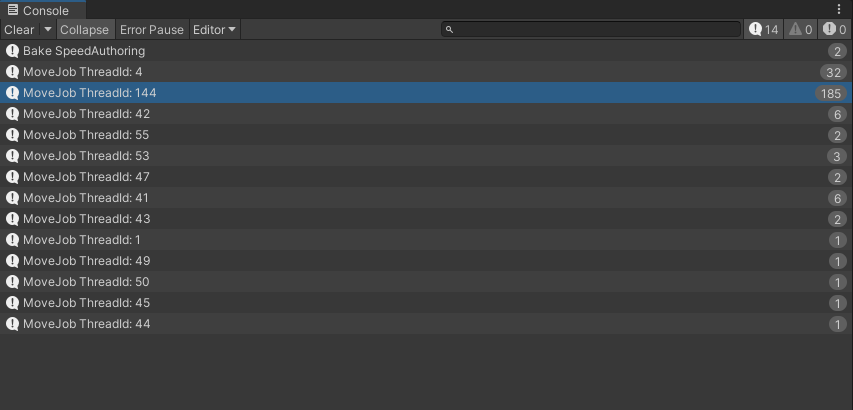 Console
Clear Collapse Error Pause Editor 14 0 0
Bake SpeedAuthoring 2
MoveJob ThreadId: 4 32
MoveJob ThreadId: 144 185
MoveJob ThreadId: 42 6
MoveJob ThreadId: 55 2
MoveJob ThreadId: 53 3
MoveJob ThreadId: 47 2
MoveJob ThreadId: 41 6
MoveJob ThreadId: 43 2
MoveJob ThreadId: 1 1
MoveJob ThreadId: 49 1
MoveJob ThreadId: 50 1
MoveJob ThreadId: 45 1
MoveJob ThreadId: 44 1